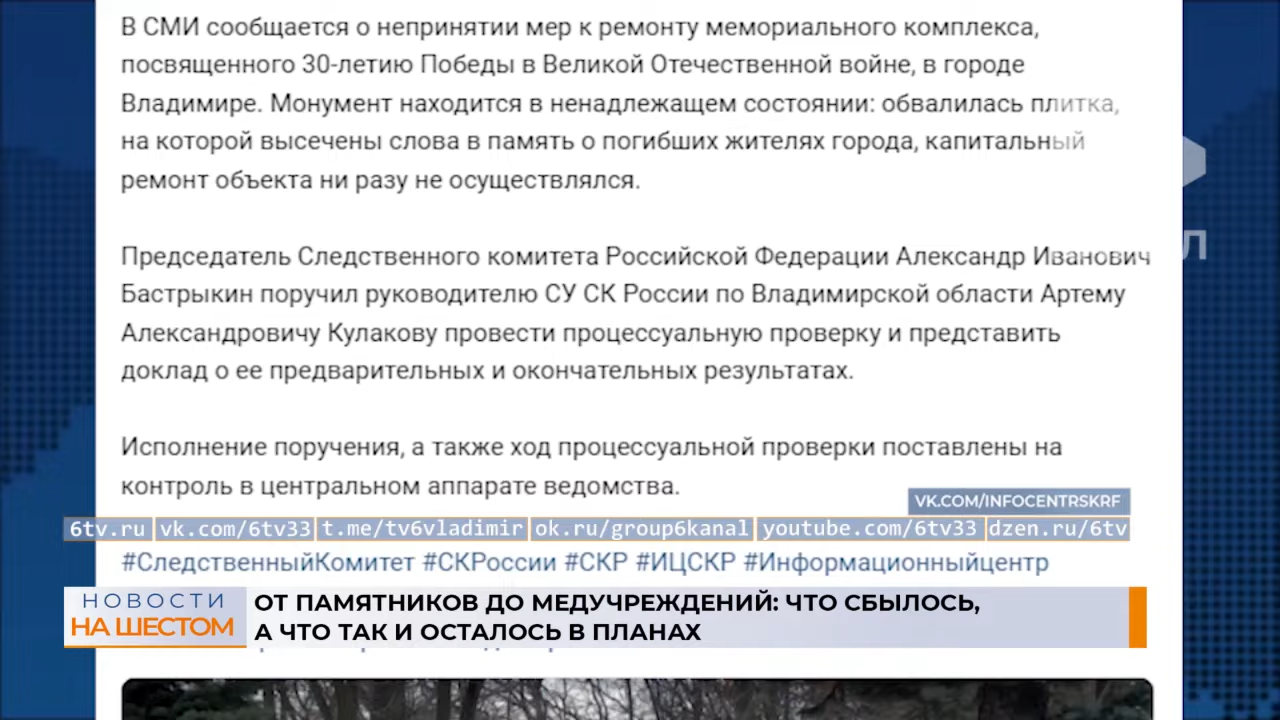 В СМИ сообщается о непринятии мер к ремонту мемориального комплекса,
посвященного 30-летию Победы в Великой Отечественной войне, в городе
Владимире. Монумент находится в ненадлежащем состоянии: обвалилась плитка,
на которой высечены слова в память о погибших жителях города, капитальный
ремонт объекта ни разу не осуществлялся.
Председатель Следственного комитета Российской Федерации Александр Иванович
Бастрыкин поручил руководителю СУ СК России по Владимирской области Артему
Александровичу Кулакову провести процессуальную проверку и представить
доклад о ее предварительных и окончательных результатах.
Исполнение поручения, а также ход процессуальной проверки поставлены на
контроль в центральном аппарате ведомства.
VK.COM/INFOCENTRSKRF
6tv.ru vk.com/6tv33 t.me/tv6vladimir ok.ru/group6kanal youtube.com/6tv33 dzen.ru/6tv
#СледственныйКомитет #СКРоссии #СКР #ИЦСКР #Информационныйцентр
НОВОСТИ
НА ШЕСТОМ
ОТ ПАМЯТНИКОВ ДО МЕДУЧРЕЖДЕНИЙ: ЧТО СБЫЛОСЬ,
А ЧТО ТАК И ОСТАЛОСЬ В ПЛАНАХ